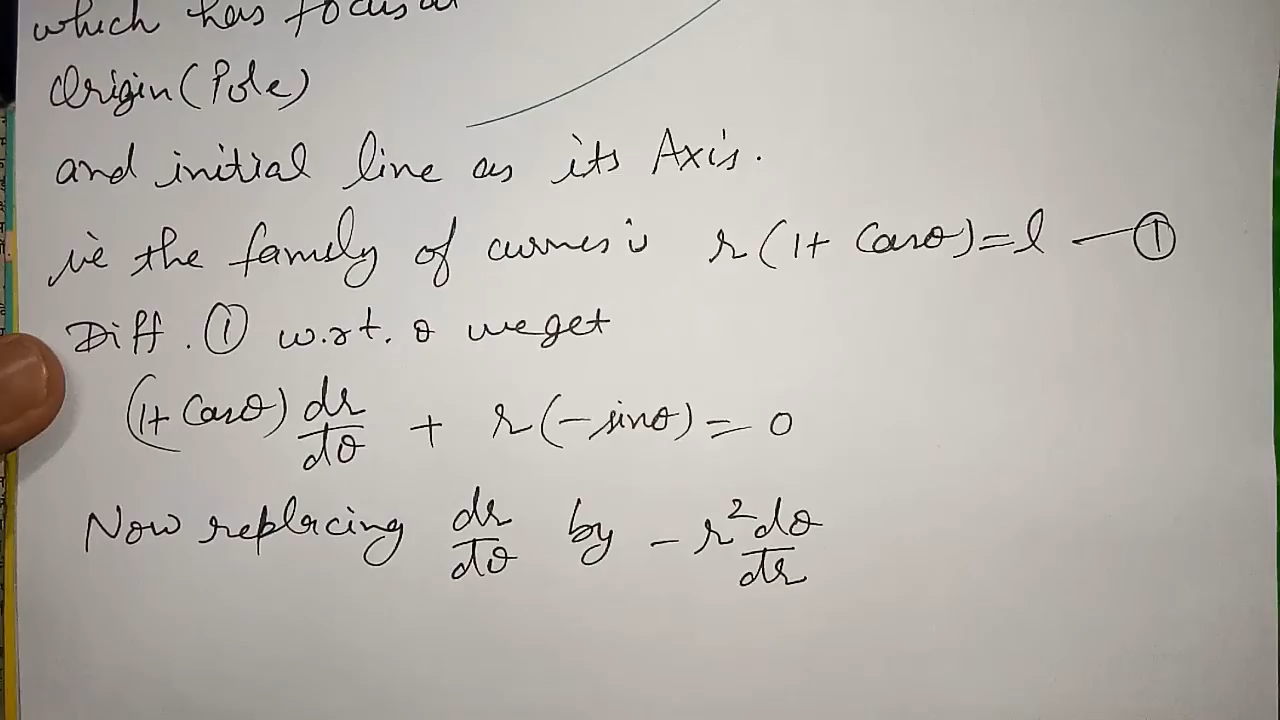 which has focus at
Origin (Pole)
and initial line as its Axis.
i.e the family of curves is r(1+ Cosθ)=l —①
Diff. ① w.r.t. θ we get
(1+ Cosθ) dr/dθ + r(-sinθ) = 0
Now replacing dr/dθ by - r² dθ/dr